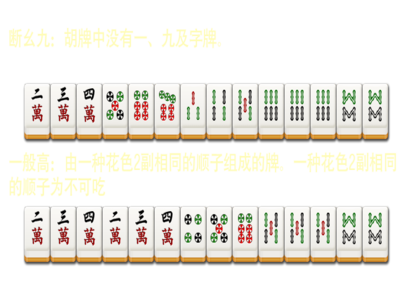 断幺九：胡牌中没有一、九及字牌。
二 三 四
萬 萬 萬
一般高：由一种花色2副相同的顺子组成的牌。一种花色2副相同
的顺子为不可吃
二 三 四 二 三 四
萬 萬 萬 萬 萬 萬